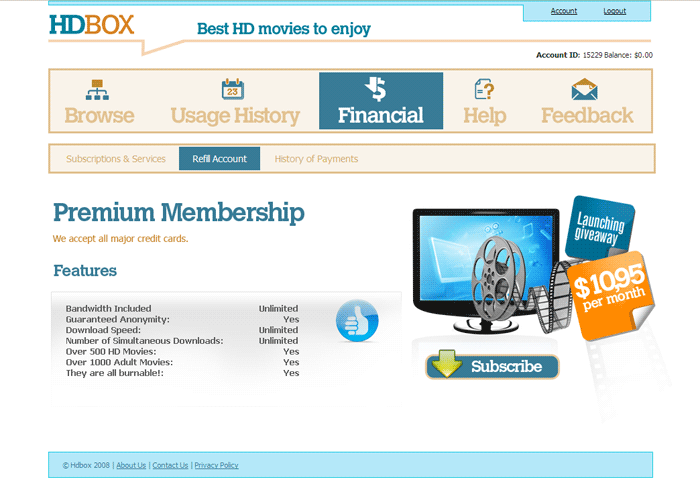 HDBOX
Best HD movies to enjoy
Account Logout
Account ID: 15229 Balance: $0.00
23
Browse Usage History Financial Help Feedback
Subscriptions & Services Refill Account History of Payments
Premium Membership
We accept all major credit cards.
Features
Bandwidth Included Unlimited
Guaranteed Anonymity: Yes
Download Speed: Unlimited
Number of Simultaneous Downloads: Unlimited
Over 500 HD Movies: Yes
Over 1000 Adult Movies: Yes
They are all burnable!: Yes
Launching
giveaway
$10,95
per month
Subscribe
© Hdbox 2008 | About Us | Contact Us | Privacy Policy